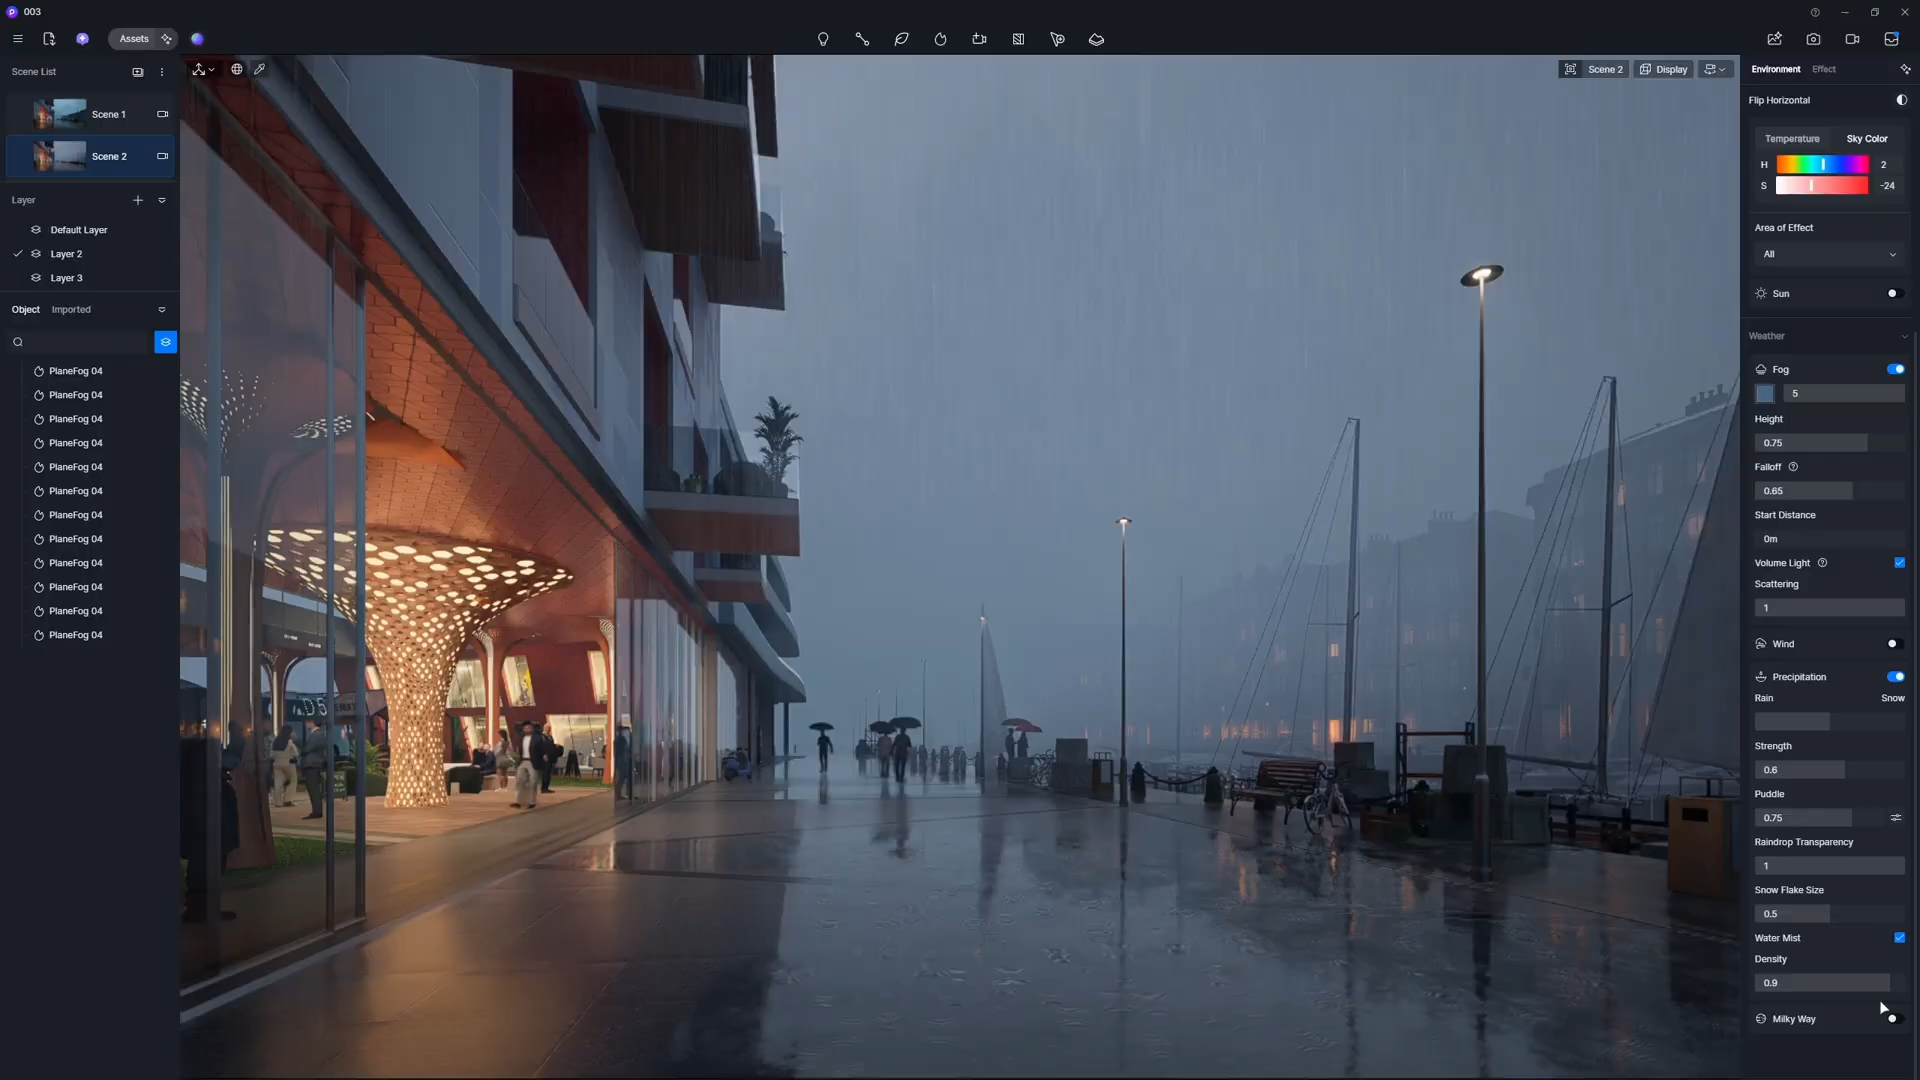 003
Assets
Scene List
Scene 1
Scene 2
Layer
Default Layer
Layer 2
Layer 3
Object Imported
PlaneFog 04
PlaneFog 04
PlaneFog 04
PlaneFog 04
PlaneFog 04
PlaneFog 04
PlaneFog 04
PlaneFog 04
PlaneFog 04
PlaneFog 04
PlaneFog 04
PlaneFog 04
Scene 2 Display
D5
Environment Effect
Flip Horizontal
Temperature Sky Color
H 2
S -24
Area of Effect
All
Sun
Weather
Fog
5
Height
0.75
Falloff
0.65
Start Distance
0m
Volume Light
Scattering
1
Wind
Precipitation
Rain Snow
Strength
0.6
Puddle
0.75
Raindrop Transparency
1
Snow Flake Size
0.5
Water Mist
Density
0.9
Milky Way